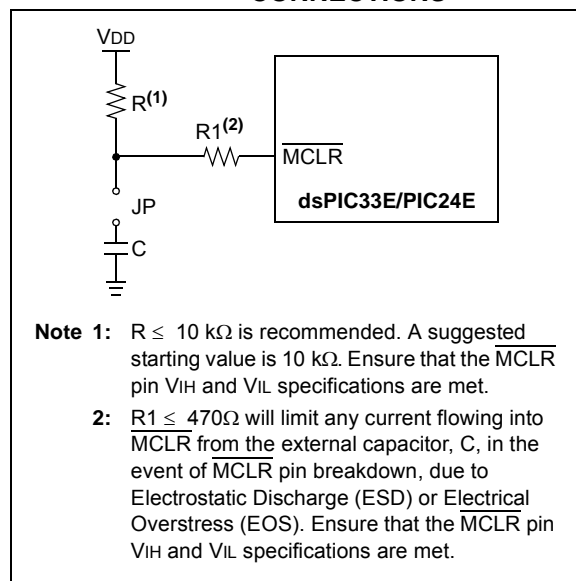 CONNECTIONS
VDD
R(1)
R1(2)
MCLR
dsPIC33E/PIC24E
JP
C
Note 1: R ≤ 10 kΩ is recommended. A suggested
starting value is 10 kΩ. Ensure that the MCLR
pin VIH and VIL specifications are met.
2: R1 ≤ 470Ω will limit any current flowing into
MCLR from the external capacitor, C, in the
event of MCLR pin breakdown, due to
Electrostatic Discharge (ESD) or Electrical
Overstress (EOS). Ensure that the MCLR pin
VIH and VIL specifications are met.